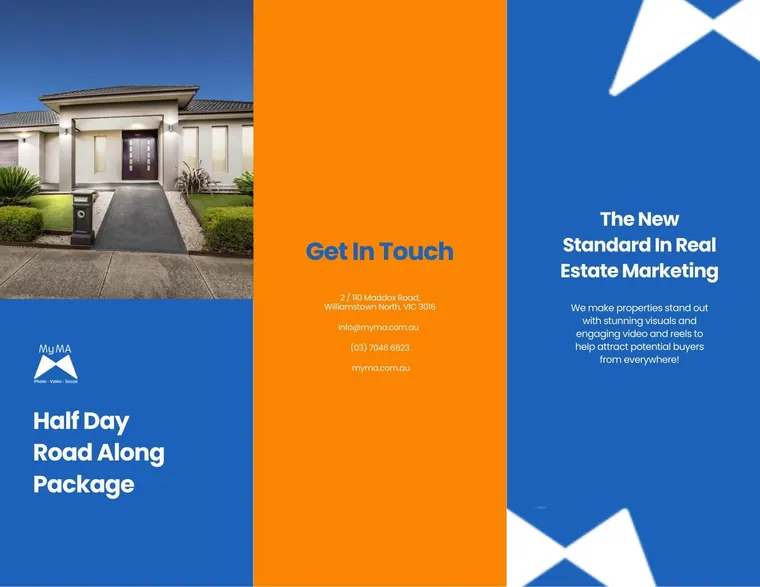 My MA
Photo - Video - Social
Half Day
Road Along
Package
Get In Touch
2 / 110 Maddox Road,
Williamstown North, VIC 3016
info@myma.com.au
(03) 7046 6823
myma.com.au
The New
Standard In Real
Estate Marketing
We make properties stand out
with stunning visuals and
engaging video and reels to
help attract potential buyers
from everywhere!